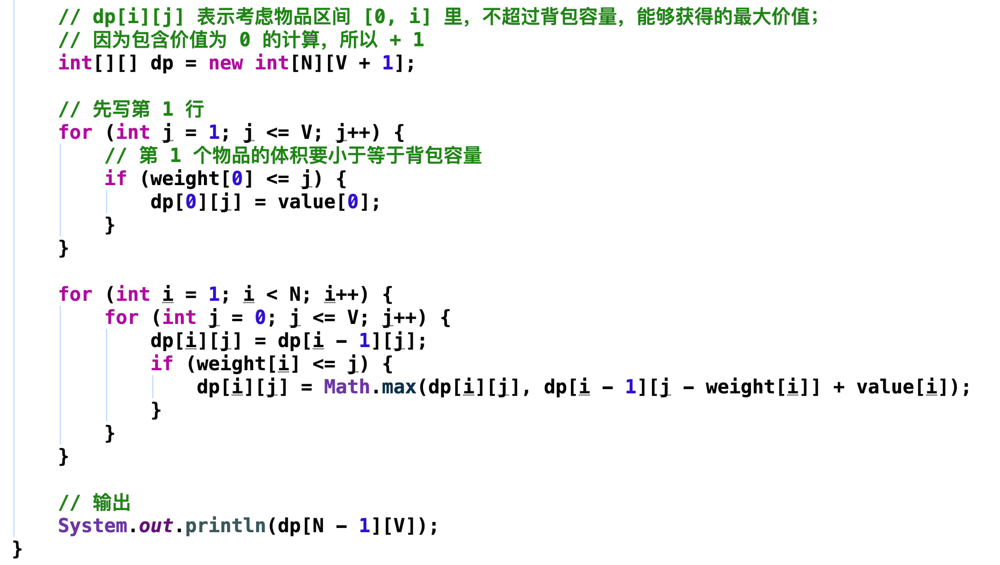 // dp[i][j] 表示考虑物品区间 [0, i] 里，不超过背包容量，能够获得的最大价值；
// 因为包含价值为 0 的计算，所以 + 1
int[][] dp = new int[N][V + 1];
// 先写第 1 行
for (int j = 1; j <= V; j++) {
// 第 1 个物品的体积要小于等于背包容量
if (weight[0] <= j) {
dp[0][j] = value[0];
}
}
for (int i = 1; i < N; i++) {
for (int j = 0; j <= V; j++) {
dp[i][j] = dp[i - 1][j];
if (weight[i] <= j) {
dp[i][j] = Math.max(dp[i][j], dp[i - 1][j - weight[i]] + value[i]);
}
}
}
// 输出
System.out.println(dp[N - 1][V]);
}